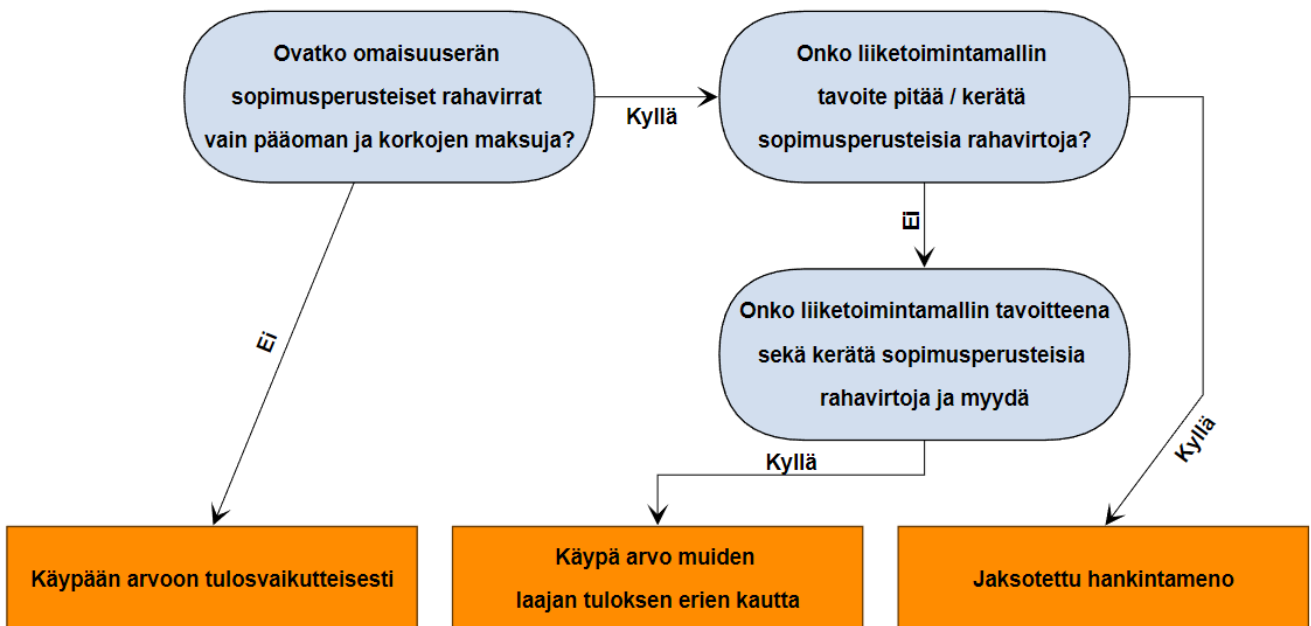 Ovatko omaisuuserän
sopimusperusteiset rahavirrat
vain pääoman ja korkojen maksuja?
Kyllä
Onko liiketoimintamallin
tavoite pitää / kerätä
sopimusperusteisia rahavirtoja?
Ei
Onko liiketoimintamallin tavoitteena
sekä kerätä sopimusperusteisia
rahavirtoja ja myydä
Ei
Kyllä
Kyllä
Käypään arvoon tulosvaikutteisesti
Käypä arvo muiden
laajan tuloksen erien kautta
Jaksotettu hankintameno